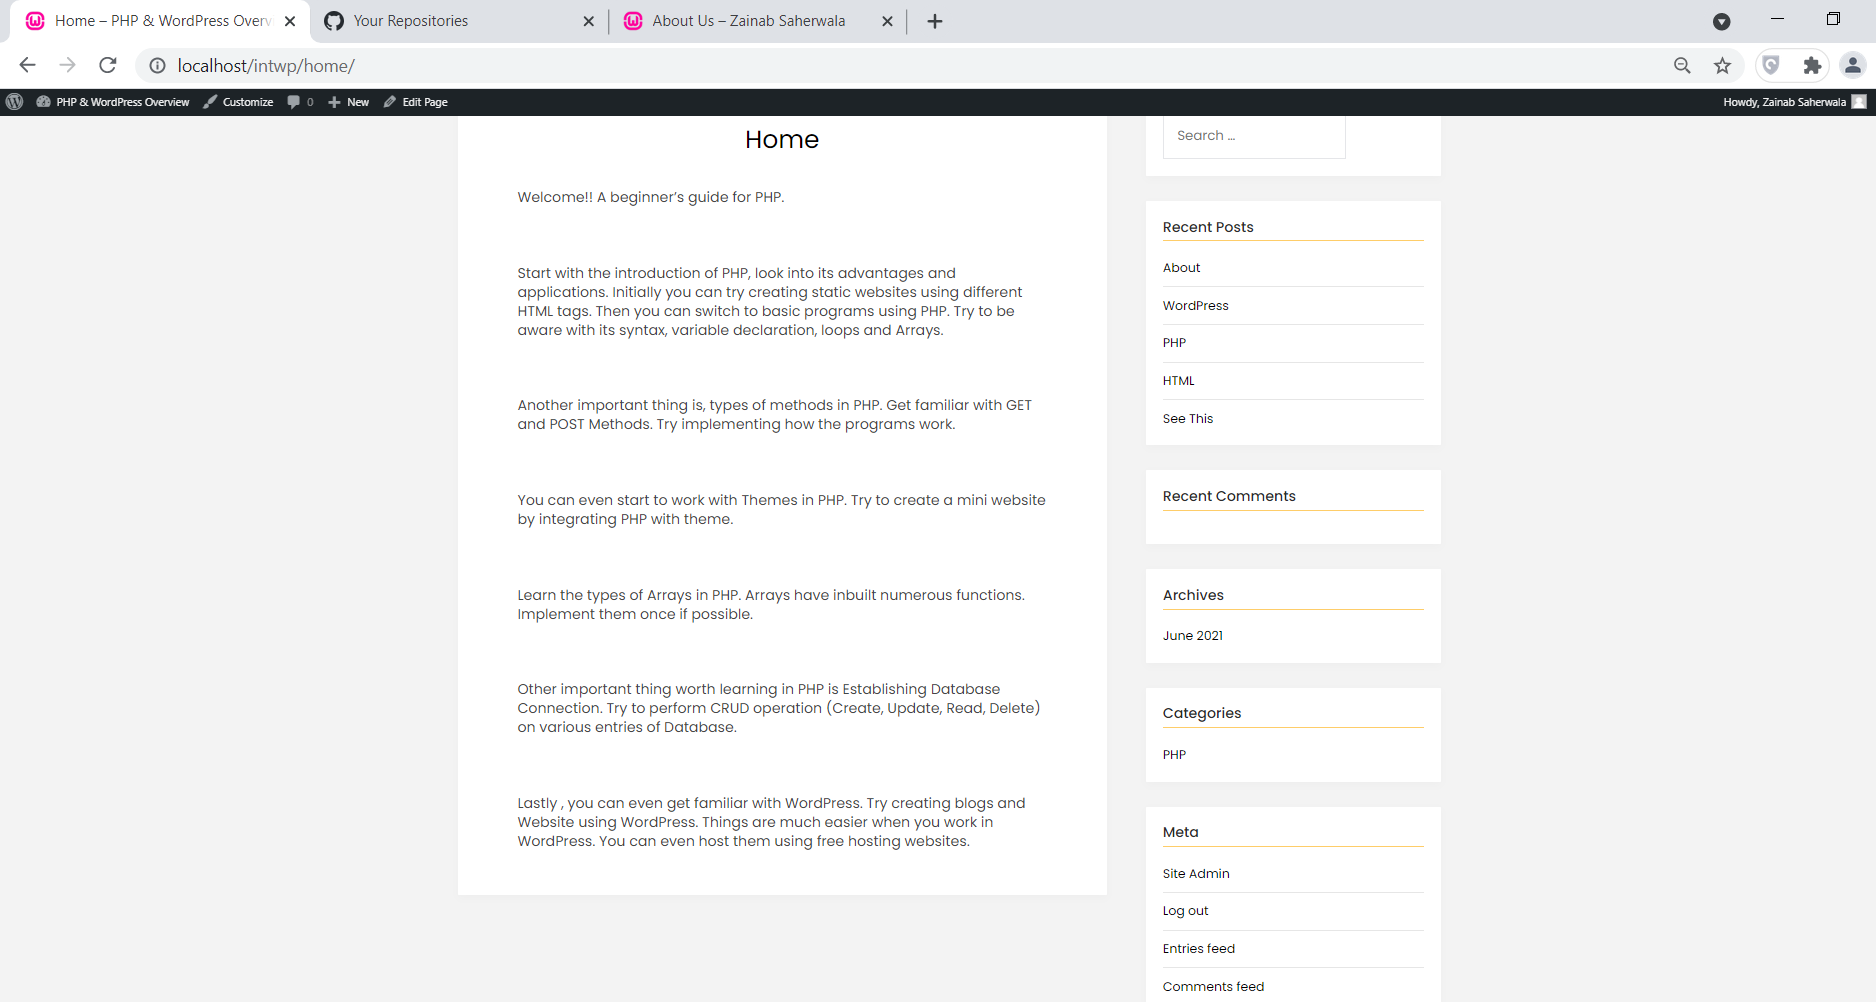 Home – PHP & WordPress Overv
Your Repositories
About Us – Zainab Saherwala
localhost/intwp/home/
PHP & WordPress Overview
Customize
0
New
Edit Page
Howdy, Zainab Saherwala
Home
Welcome!! A beginner’s guide for PHP.
Start with the introduction of PHP, look into its advantages and
applications. Initially you can try creating static websites using different
HTML tags. Then you can switch to basic programs using PHP. Try to be
aware with its syntax, variable declaration, loops and Arrays.
Another important thing is, types of methods in PHP. Get familiar with GET
and POST Methods. Try implementing how the programs work.
You can even start to work with Themes in PHP. Try to create a mini website
by integrating PHP with theme.
Learn the types of Arrays in PHP. Arrays have inbuilt numerous functions.
Implement them once if possible.
Other important thing worth learning in PHP is Establishing Database
Connection. Try to perform CRUD operation (Create, Update, Read, Delete)
on various entries of Database.
Lastly , you can even get familiar with WordPress. Try creating blogs and
Website using WordPress. Things are much easier when you work in
WordPress. You can even host them using free hosting websites.
Search …
Recent Posts
About
WordPress
PHP
HTML
See This
Recent Comments
Archives
June 2021
Categories
PHP
Meta
Site Admin
Log out
Entries feed
Comments feed